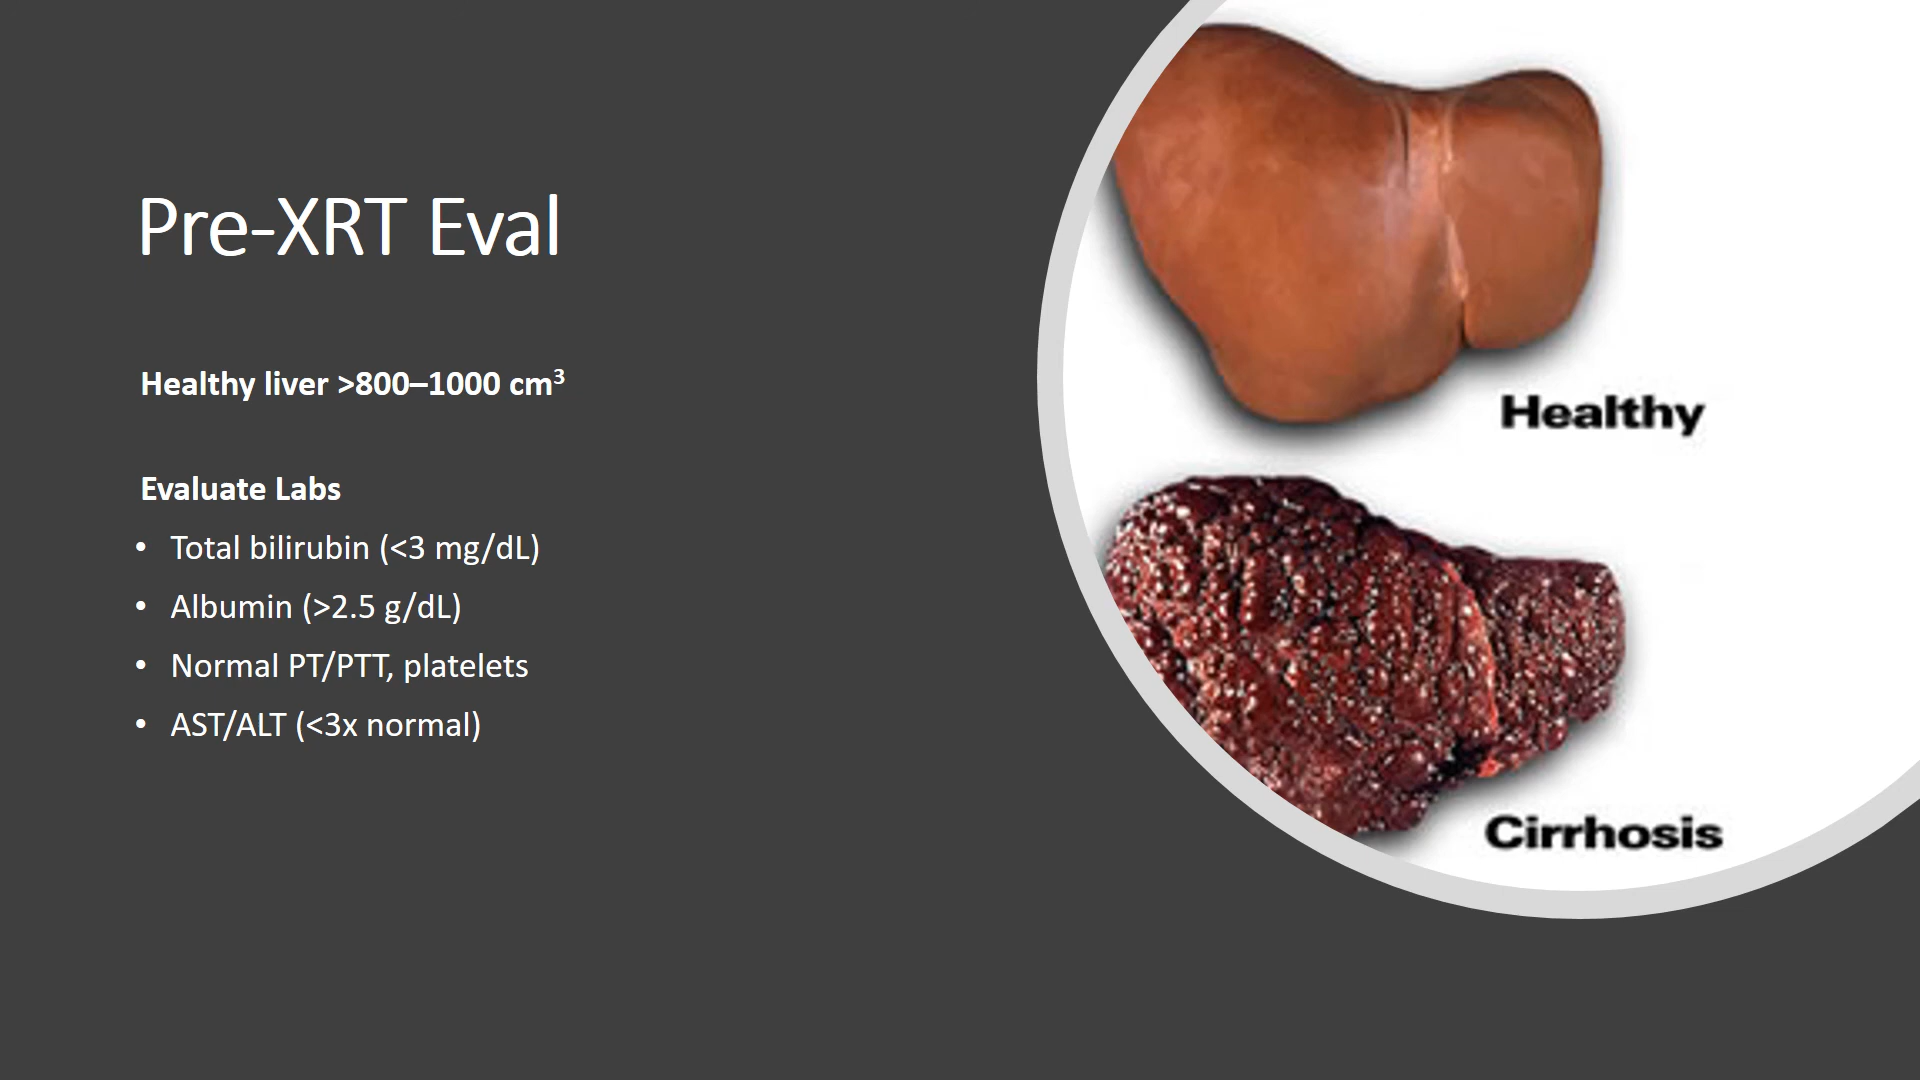 Pre-XRT Eval
Healthy liver >800–1000 cm³
Evaluate Labs
• Total bilirubin (<3 mg/dL)
• Albumin (>2.5 g/dL)
• Normal PT/PTT, platelets
• AST/ALT (<3x normal)
Healthy
Cirrhosis